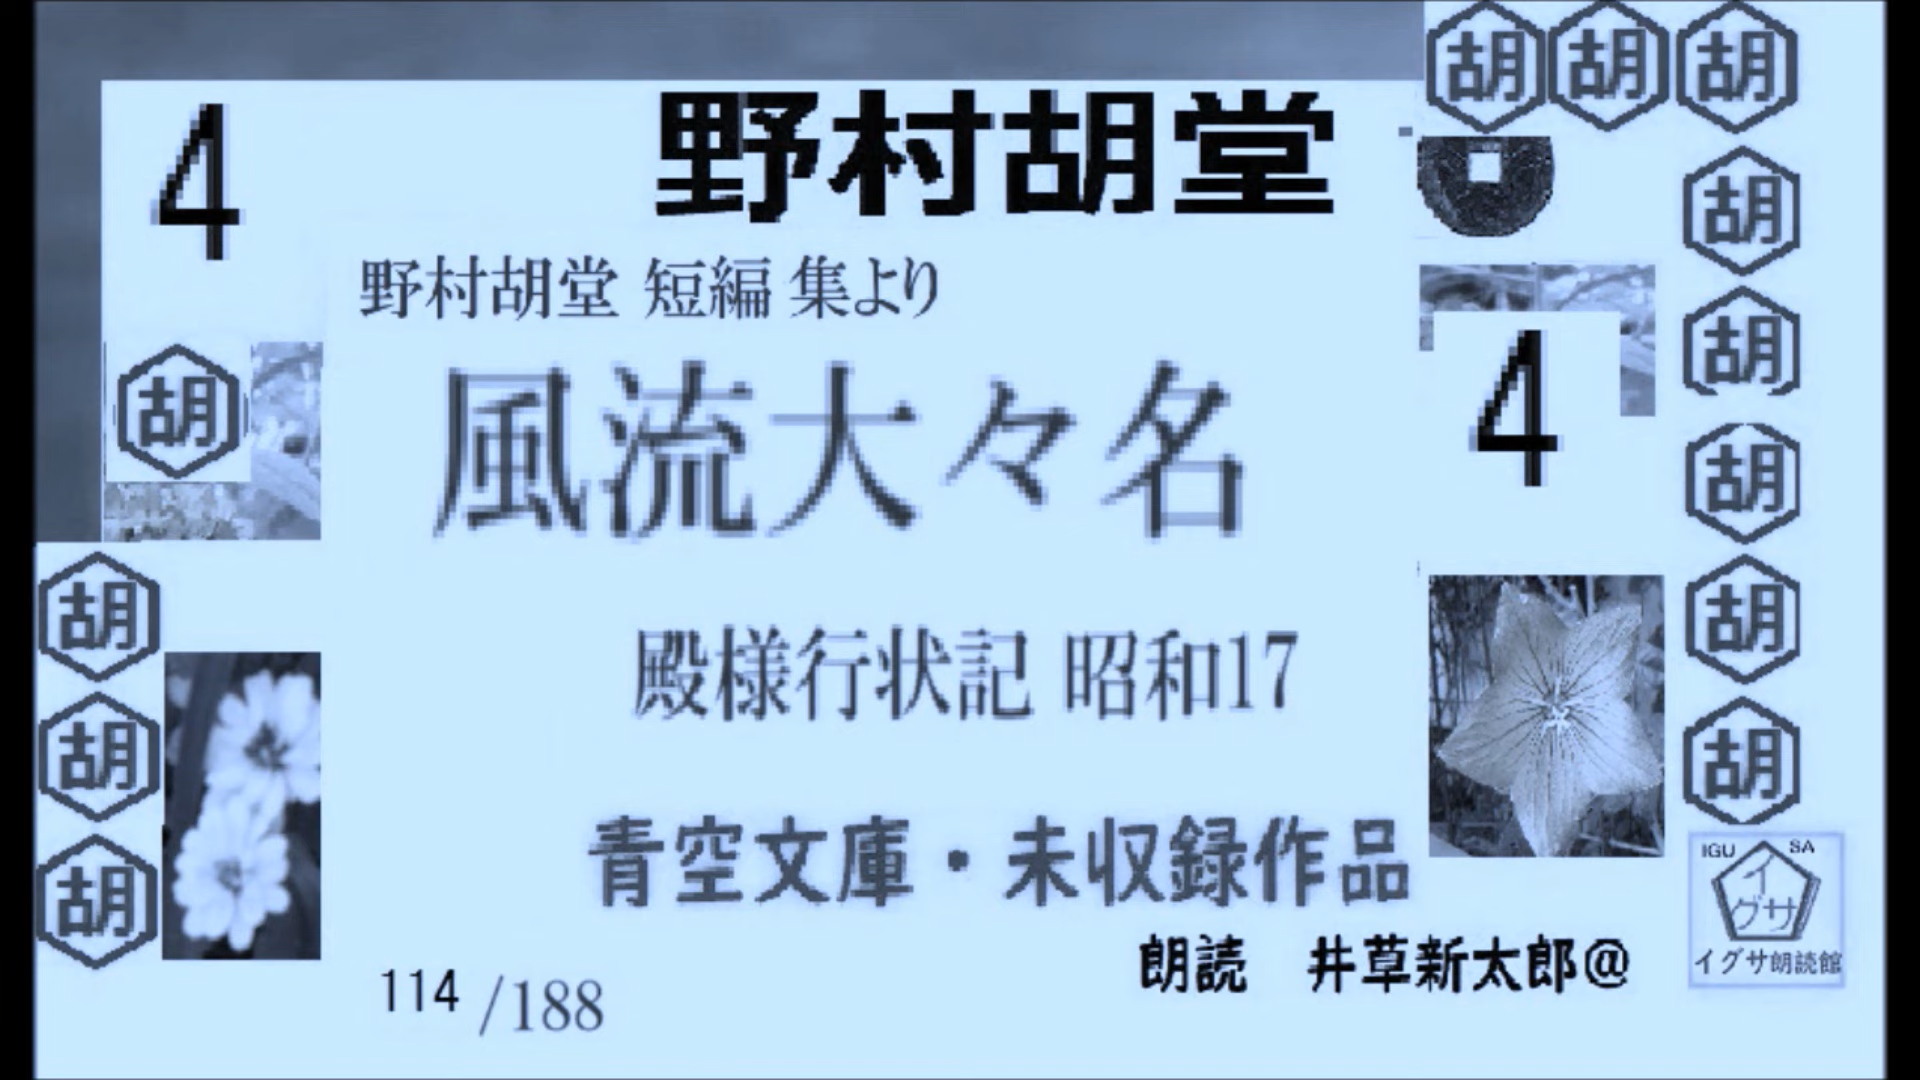 胡 胡 胡
4
野村胡堂
胡
野村胡堂 短編 集より
胡
4
風流大々名
胡
胡
胡
殿様行状記 昭和17
胡
胡
胡
青空文庫・未収録作品
胡
IGU SA
イグサ
イグサ朗読館
朗読 井草新太郎@
114 /188